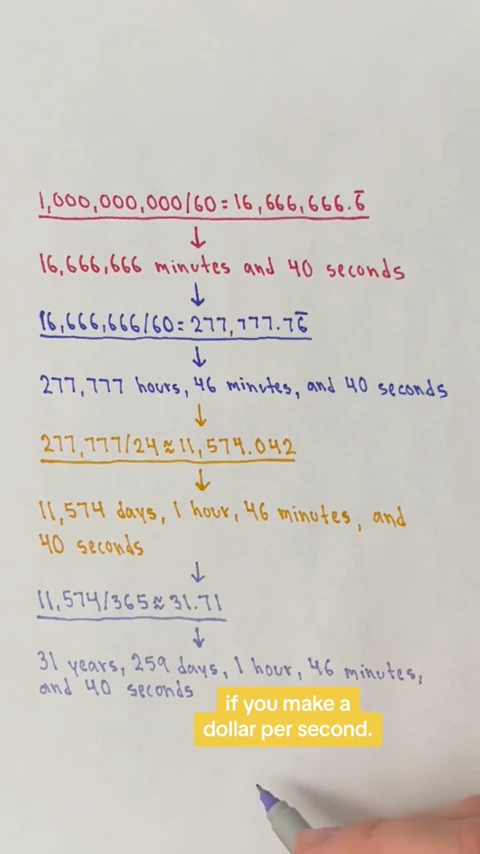 1,000,000,000/60=16,666,666.6̅
↓
16,666,666 minutes and 40 seconds
↓
16,666,666/60=277,777.76̅
↓
277,777 hours, 46 minutes, and 40 seconds
↓
277,777/24≈11,574.042
↓
11,574 days, 1 hour, 46 minutes, and
40 seconds
↓
11,574/365≈31.71
↓
31 years, 259 days, 1 hour, 46 minutes,
and 40 seconds
if you make a
dollar per second.